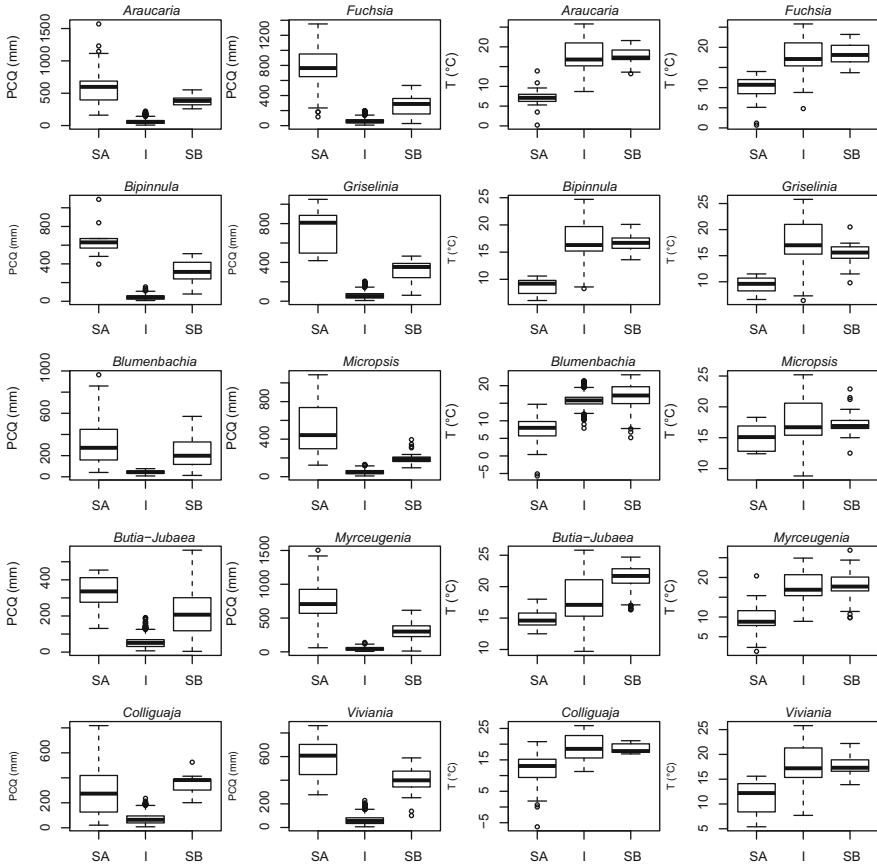 Araucaria
PCQ (mm)
1500
500
0
SA I SB
Fuchsia
PCQ (mm)
1200
800
400
0
SA I SB
Araucaria
T (°C)
20
15
10
5
0
SA I SB
Fuchsia
T (°C)
20
15
10
5
0
SA I SB
Bipinnula
PCQ (mm)
800
400
0
SA I SB
Griselinia
PCQ (mm)
800
400
0
SA I SB
Bipinnula
T (°C)
20
15
10
SA I SB
Griselinia
T (°C)
25
20
15
10
SA I SB
Blumenbachia
PCQ (mm)
1000
600
200
0
SA I SB
Micropsis
PCQ (mm)
800
400
0
SA I SB
Blumenbachia
T (°C)
20
10
5
0
−5
SA I SB
Micropsis
T (°C)
25
20
15
10
SA I SB
Butia−Jubaea
PCQ (mm)
400
200
0
SA I SB
Myrceugenia
PCQ (mm)
1500
1000
500
0
SA I SB
Butia−Jubaea
T (°C)
25
20
15
10
SA I SB
Myrceugenia
T (°C)
20
10
5
SA I SB
Colliguaja
PCQ (mm)
600
200
0
SA I SB
Viviania
PCQ (mm)
600
200
0
SA I SB
Colliguaja
T (°C)
25
15
5
0
−5
SA I SB
Viviania
T (°C)
25
20
15
10
5
SA I SB